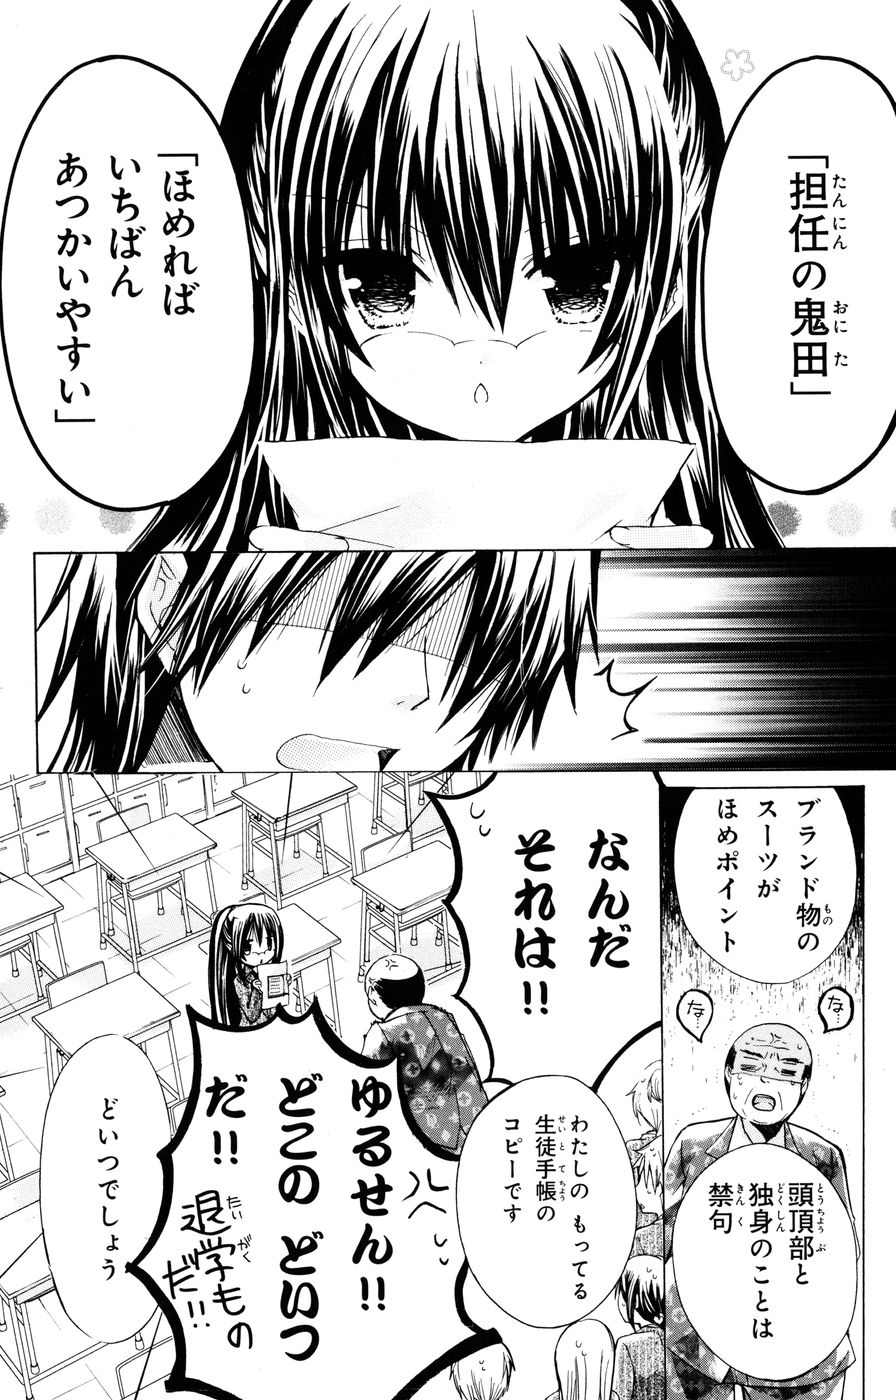 「担任の鬼田」
「ほめれば
いちばん
あつかいやすい」
ブランド物の
スーツが
ほめポイント
な…
な…
頭頂部と
独身のことは
禁句
なんだ
それは!!
わたしの もってる
生徒手帳の
コピーです
ゆるせん!!
どこの どいつ
だ!!
退学もの
だ!!
どいつでしょう